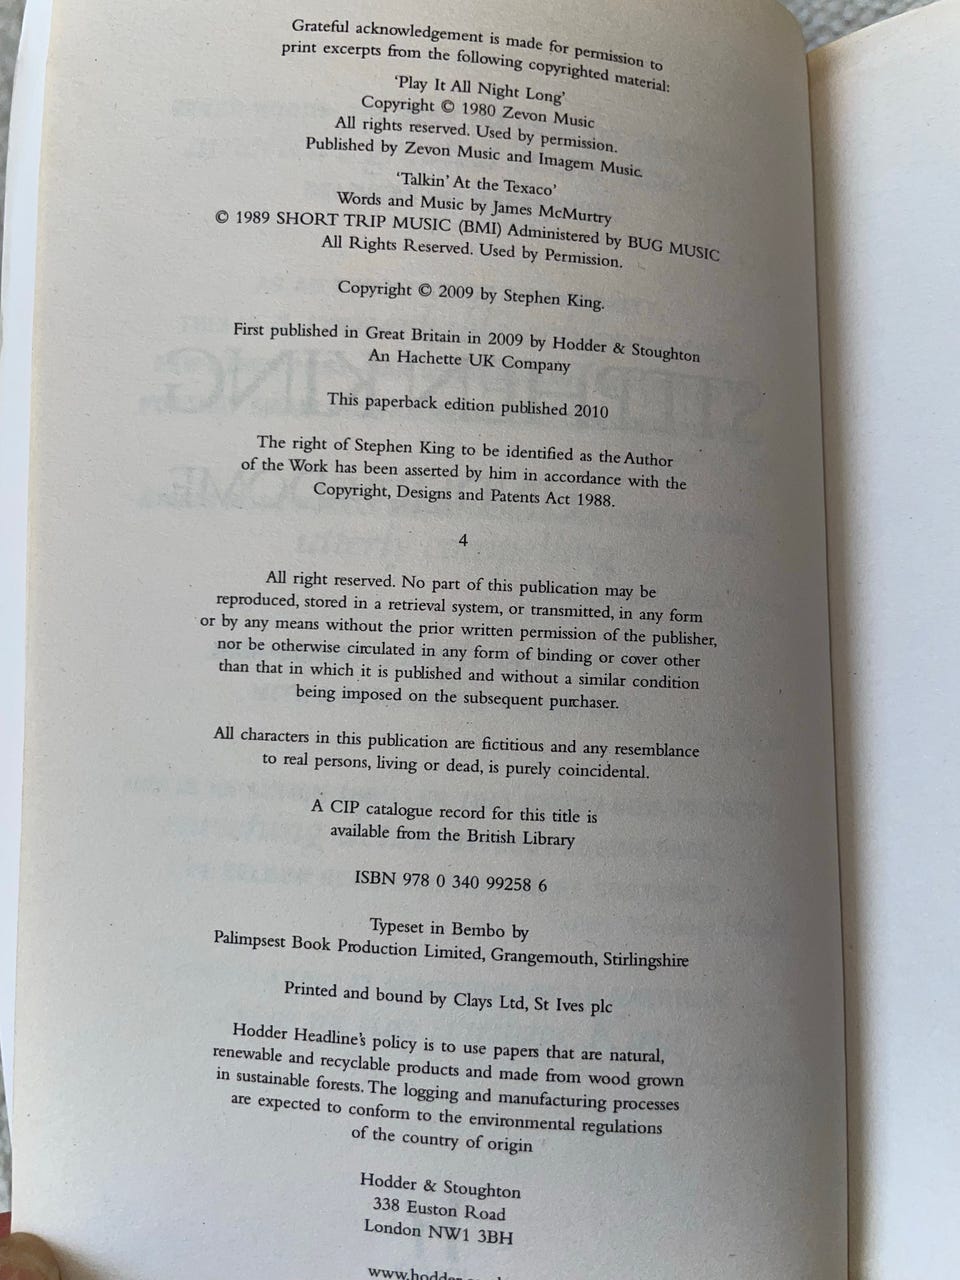 Grateful acknowledgement is made for permission to
print excerpts from the following copyrighted material:
‘Play It All Night Long’
Copyright © 1980 Zevon Music
All rights reserved. Used by permission.
Published by Zevon Music and Imagem Music
‘Talkin’ At the Texaco’
Words and Music by James McMurtry
© 1989 SHORT TRIP MUSIC (BMI) Administered by BUG MUSIC
All Rights Reserved. Used by Permission.
Copyright © 2009 by Stephen King.
First published in Great Britain in 2009 by Hodder & Stoughton
An Hachette UK Company
This paperback edition published 2010
The right of Stephen King to be identified as the Author
of the Work has been asserted by him in accordance with the
Copyright, Designs and Patents Act 1988.
4
All right reserved. No part of this publication may be
reproduced, stored in a retrieval system, or transmitted, in any form
or by any means without the prior written permission of the publisher,
nor be otherwise circulated in any form of binding or cover other
than that in which it is published and without a similar condition
being imposed on the subsequent purchaser.
All characters in this publication are fictitious and any resemblance
to real persons, living or dead, is purely coincidental.
A CIP catalogue record for this title is
available from the British Library
ISBN 978 0 340 99258 6
Typeset in Bembo by
Palimpsest Book Production Limited, Grangemouth, Stirlingshire
Printed and bound by Clays Ltd, St Ives plc
Hodder Headline’s policy is to use papers that are natural,
renewable and recyclable products and made from wood grown
in sustainable forests. The logging and manufacturing processes
are expected to conform to the environmental regulations
of the country of origin
Hodder & Stoughton
338 Euston Road
London NW1 3BH